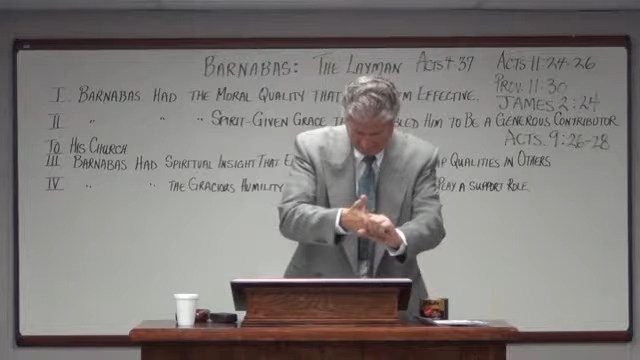 BARNABAS: THE LAYMAN ACTS 4-37 ACTS 11:24-26
PROV. 11:30
I. BARNABAS HAD THE MORAL QUALITY THAT EFFECTIVE. JAMES 2:24
II " " " SPIRIT-GIVEN GRACE HIM TO BE A GENEROUS CONTRIBUTOR
TO HIS CHURCH ACTS. 9:26-28
III BARNABAS HAD SPIRITUAL INSIGHT THAT QUALITIES IN OTHERS.
IV " " THE GRACIOUS HUMILITY PLAY A SUPPORT ROLE.